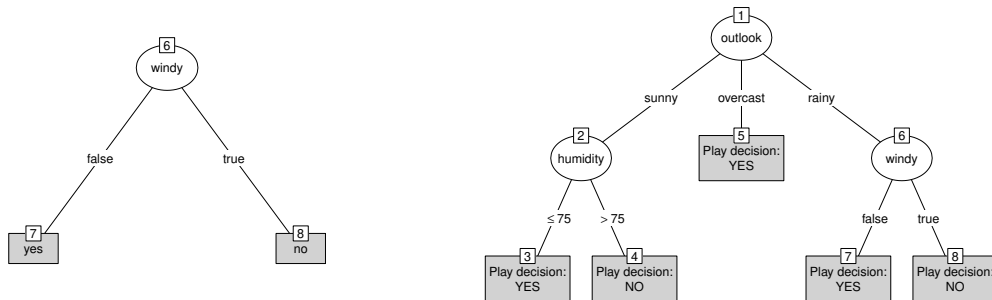 6
windy
false
true
7
yes
8
no
1
outlook
sunny
overcast
rainy
2
humidity
5
Play decision:
YES
6
windy
≤ 75
> 75
false
true
3
Play decision:
YES
4
Play decision:
NO
7
Play decision:
YES
8
Play decision:
NO